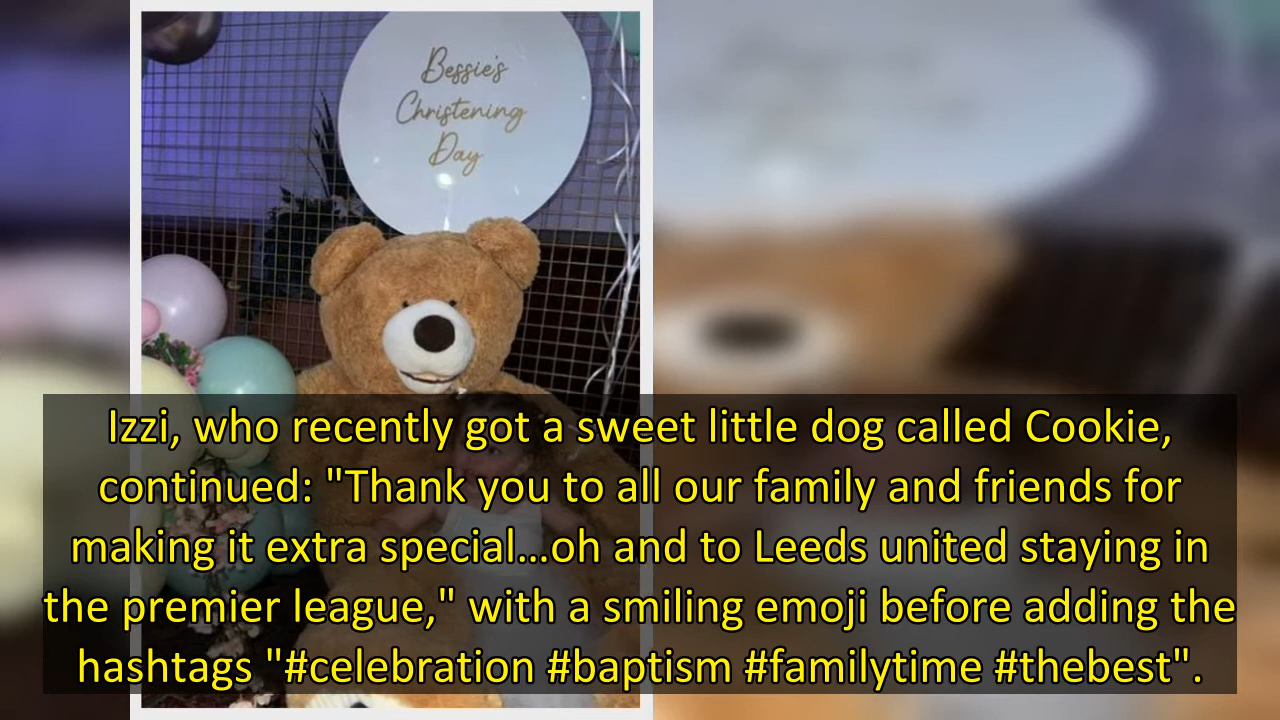 Bessie's
Christening
Day
Izzi, who recently got a sweet little dog called Cookie,
continued: "Thank you to all our family and friends for
making it extra special...oh and to Leeds united staying in
the premier league," with a smiling emoji before adding the
hashtags "#celebration #baptism #familytime #thebest".